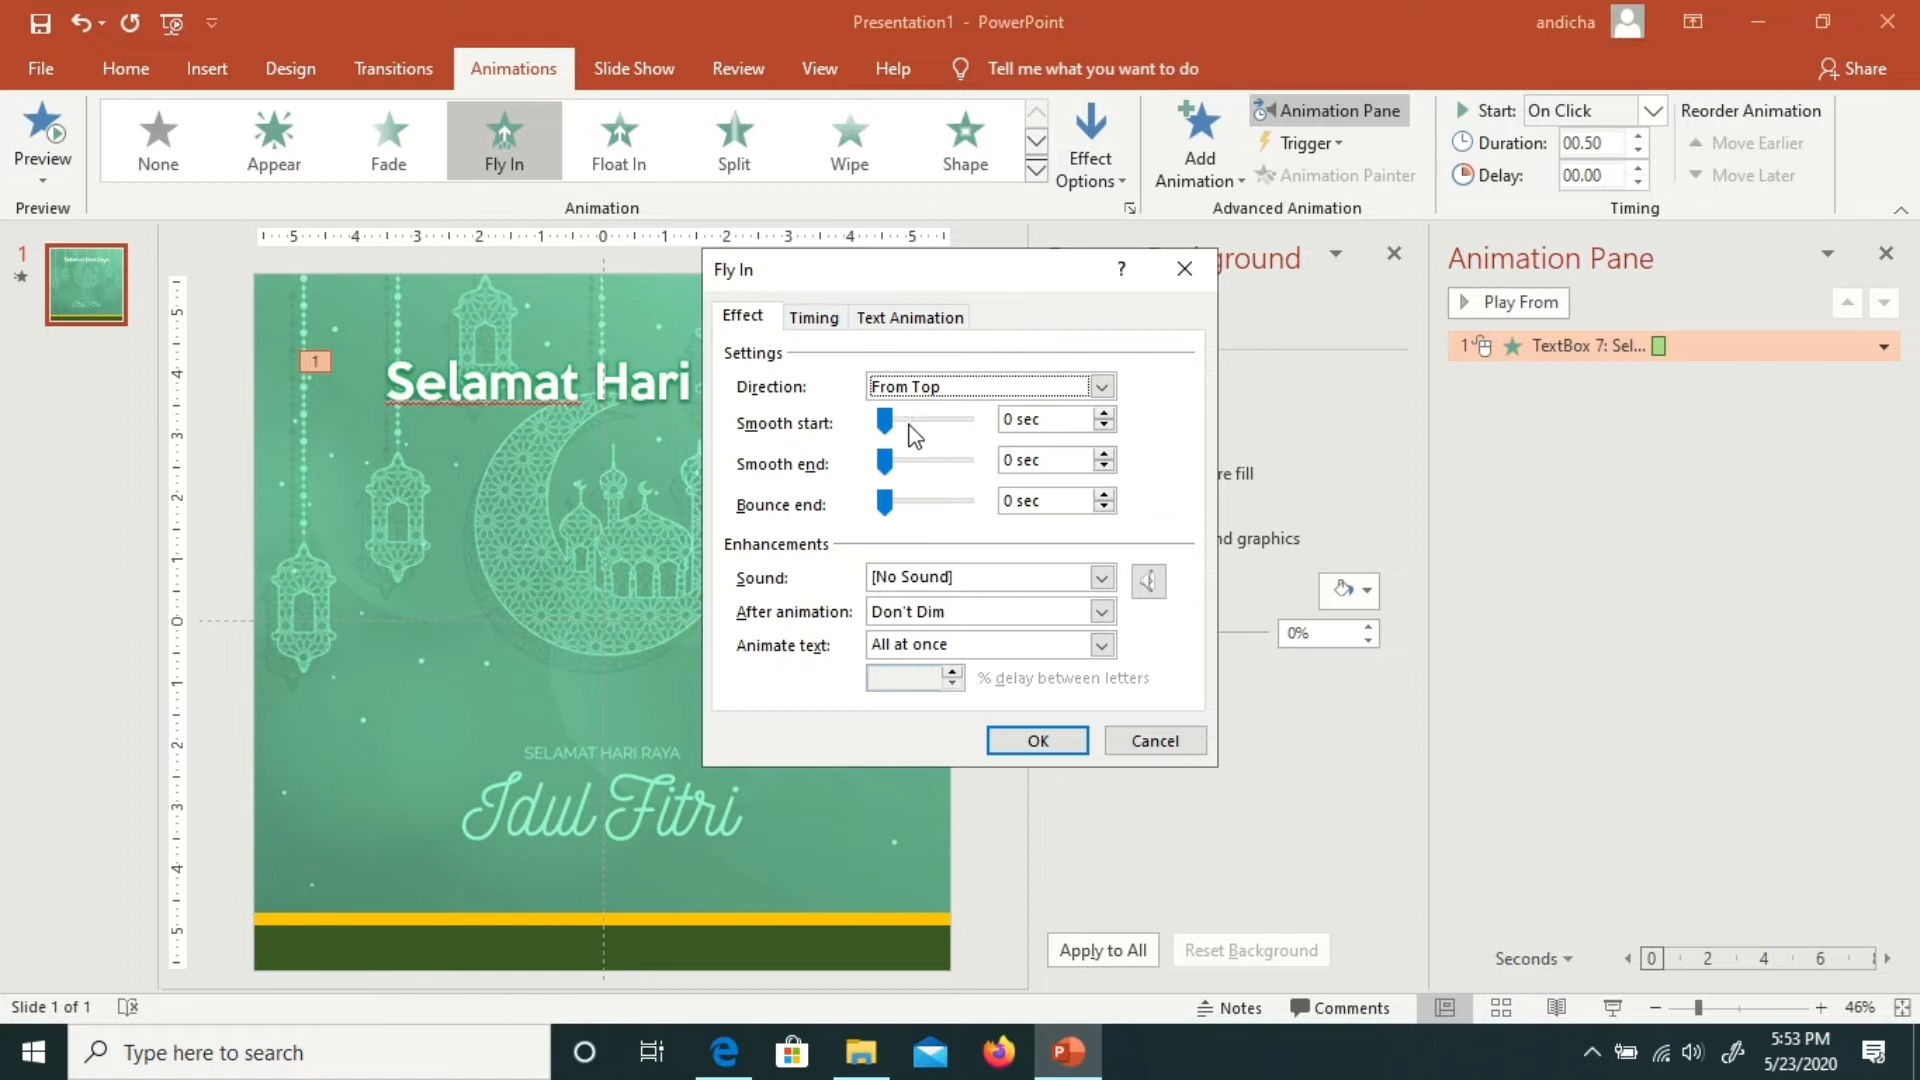 Presentation1 - PowerPoint
andicha
File Home Insert Design Transitions Animations Slide Show Review View Help Tell me what you want to do Share
Preview
None Appear Fade Fly In Float In Split Wipe Shape
Effect Options
Add Animation
Animation Pane
Trigger
Animation Painter
Start: On Click
Duration: 00.50
Delay: 00.00
Reorder Animation
Move Earlier
Move Later
Preview Animation Advanced Animation Timing
1
1
Selamat Hari
SELAMAT HARI RAYA
Idul Fitri
Fly In
Effect Timing Text Animation
Settings
Direction: From Top
Smooth start: 0 sec
Smooth end: 0 sec
Bounce end: 0 sec
Enhancements
Sound: [No Sound]
After animation: Don't Dim
Animate text: All at once
% delay between letters
OK Cancel
ground
re fill
nd graphics
0%
Apply to All Reset Background
Animation Pane
Play From
1 TextBox 7: Sel...
Seconds 0 2 4 6
Slide 1 of 1
Notes Comments 46%
Type here to search
5:53 PM
5/23/2020